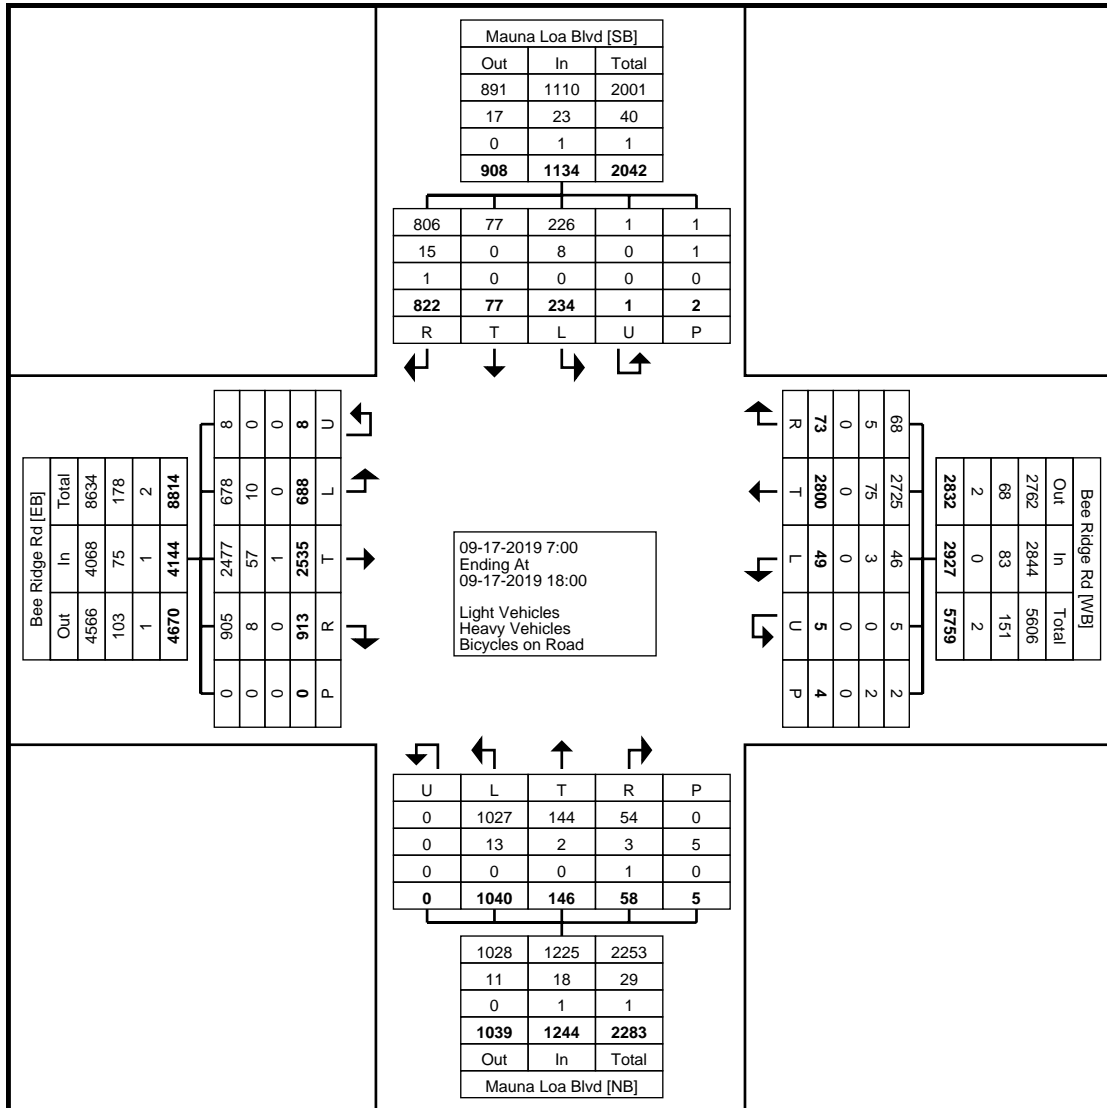 Mauna Loa Blvd [SB]
Out In Total
891 1110 2001
17 23 40
0 1 1
908 1134 2042
806 77 226 1 1
15 0 8 0 1
1 0 0 0 0
822 77 234 1 2
R T L U P
Bee Ridge Rd [EB]
Out In Total
4566 4068 8634
103 75 178
1 1 2
4670 4144 8814
0 905 2477 678 8
0 8 57 10 0
0 0 1 0 0
0 913 2535 688 8
P R T L U
09-17-2019 7:00
Ending At
09-17-2019 18:00
Light Vehicles
Heavy Vehicles
Bicycles on Road
Bee Ridge Rd [WB]
Out In Total
2762 2844 5606
68 83 151
2 0 2
2832 2927 5759
68 2725 46 5 2
5 75 3 0 2
0 0 0 0 0
73 2800 49 5 4
R T L U P
U L T R P
0 1027 144 54 0
0 13 2 3 5
0 0 0 1 0
0 1040 146 58 5
1028 1225 2253
11 18 29
0 1 1
1039 1244 2283
Out In Total
Mauna Loa Blvd [NB]